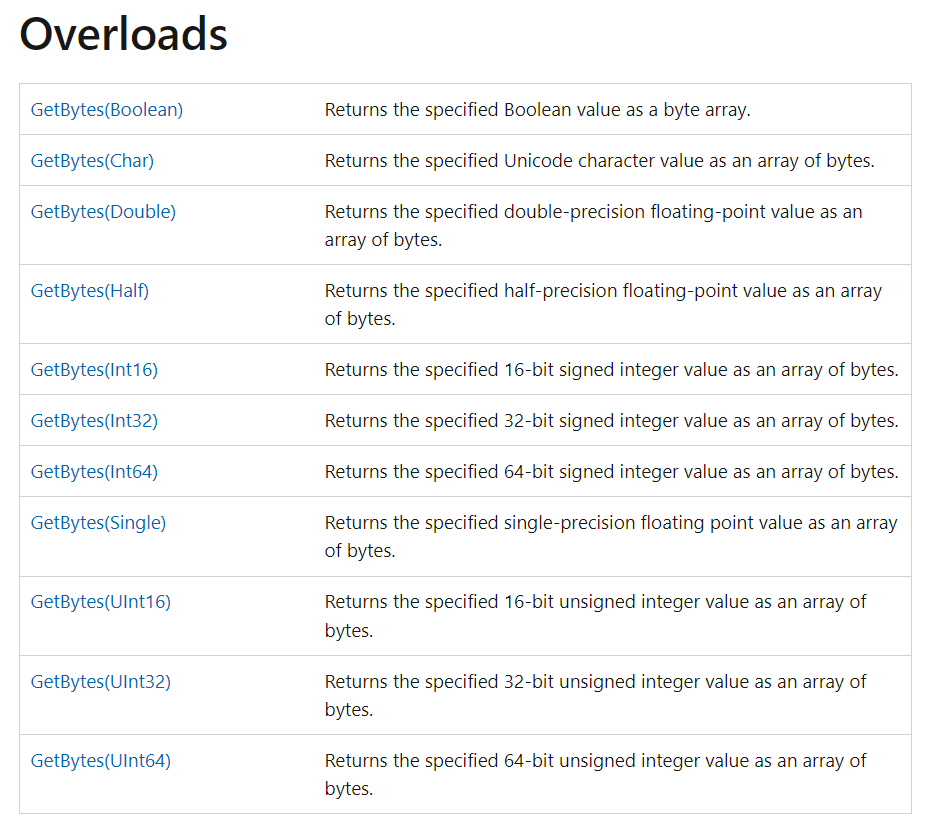 Overloads
GetBytes(Boolean) Returns the specified Boolean value as a byte array.
GetBytes(Char) Returns the specified Unicode character value as an array of bytes.
GetBytes(Double) Returns the specified double-precision floating-point value as an
array of bytes.
GetBytes(Half) Returns the specified half-precision floating-point value as an array
of bytes.
GetBytes(Int16) Returns the specified 16-bit signed integer value as an array of bytes.
GetBytes(Int32) Returns the specified 32-bit signed integer value as an array of bytes.
GetBytes(Int64) Returns the specified 64-bit signed integer value as an array of bytes.
GetBytes(Single) Returns the specified single-precision floating point value as an array
of bytes.
GetBytes(UInt16) Returns the specified 16-bit unsigned integer value as an array of
bytes.
GetBytes(UInt32) Returns the specified 32-bit unsigned integer value as an array of
bytes.
GetBytes(UInt64) Returns the specified 64-bit unsigned integer value as an array of
bytes.